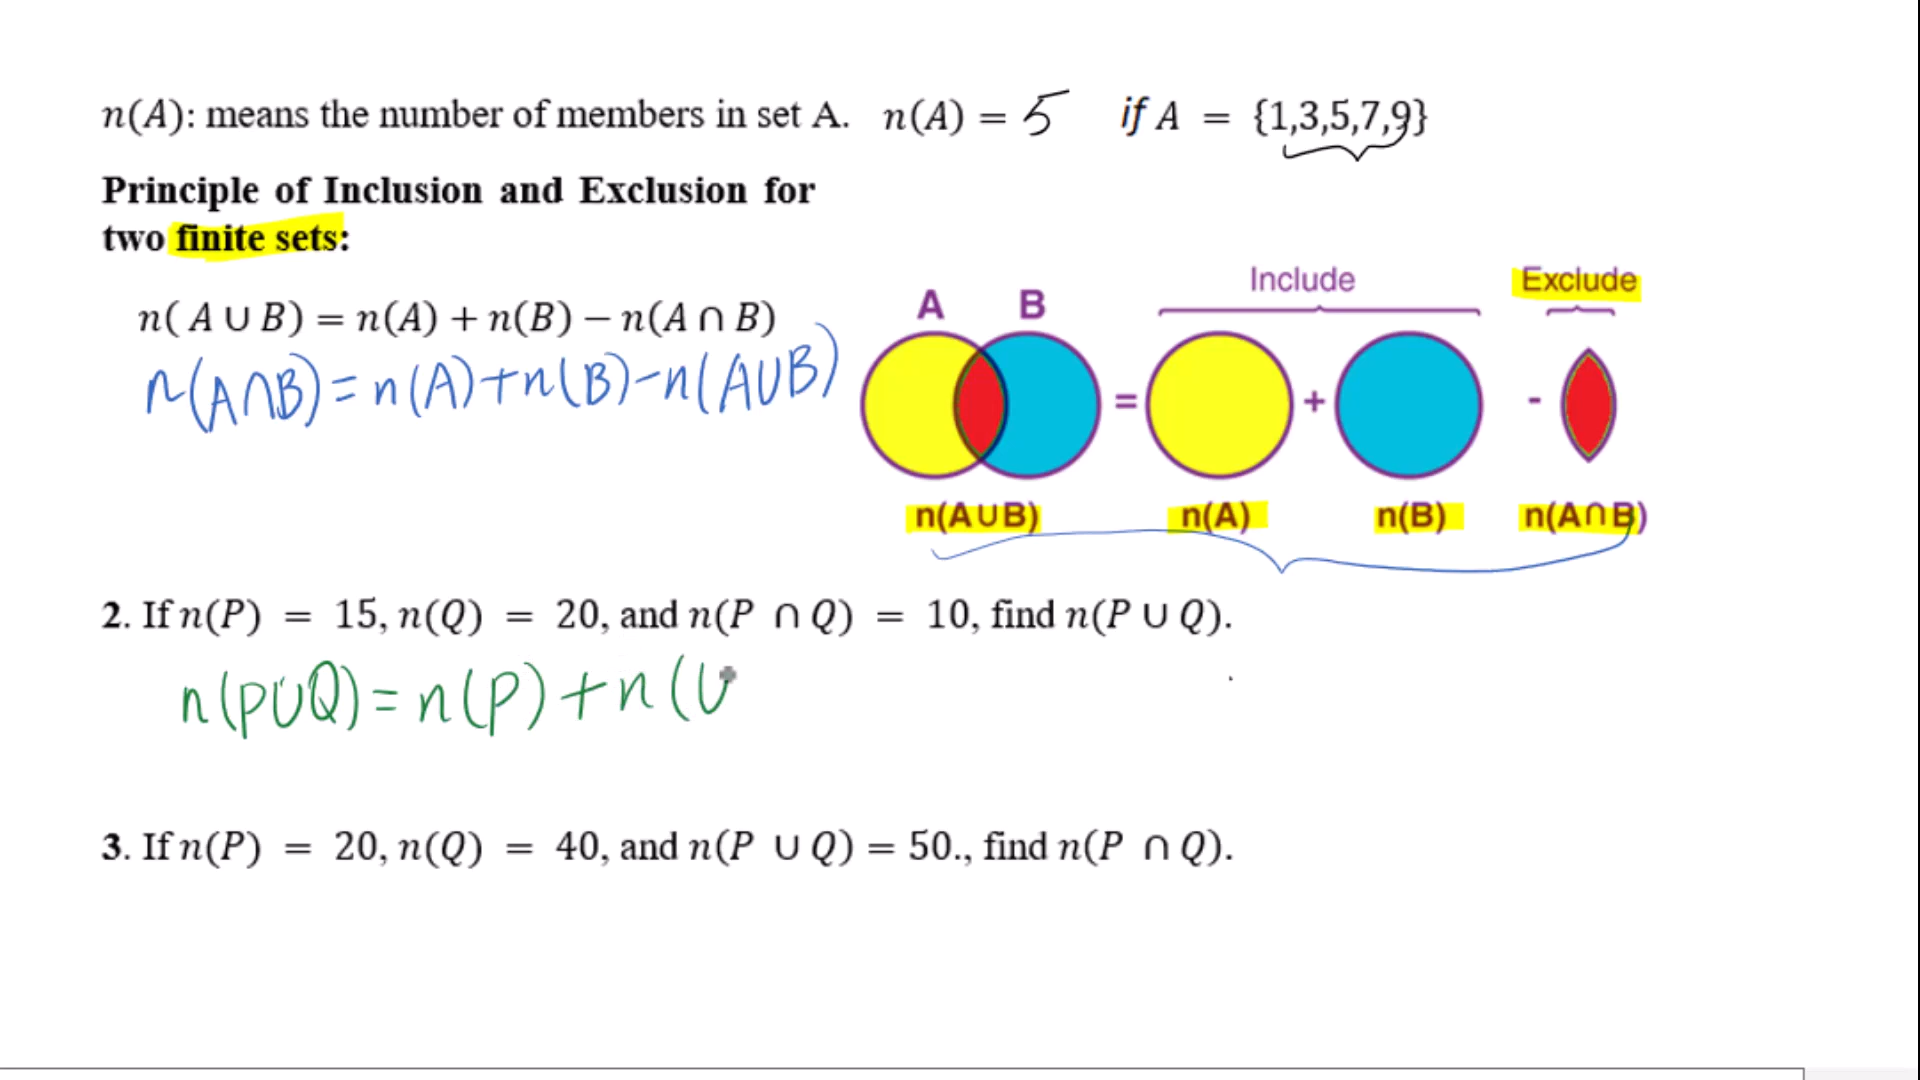 n(A): means the number of members in set A. n(A) = 5 if A = {1,3,5,7,9}
Principle of Inclusion and Exclusion for
two finite sets:
n( A ∪ B) = n(A) + n(B) − n(A ∩ B)
n(A∩B)=n(A)+n(B)-n(A∪B)
Include Exclude
A B
= + -
n(A∪B) n(A) n(B) n(A∩B)
2. If n(P) = 15, n(Q) = 20, and n(P ∩ Q) = 10, find n(P ∪ Q).
n(P∪Q)=n(P)+n(
3. If n(P) = 20, n(Q) = 40, and n(P ∪ Q) = 50., find n(P ∩ Q).